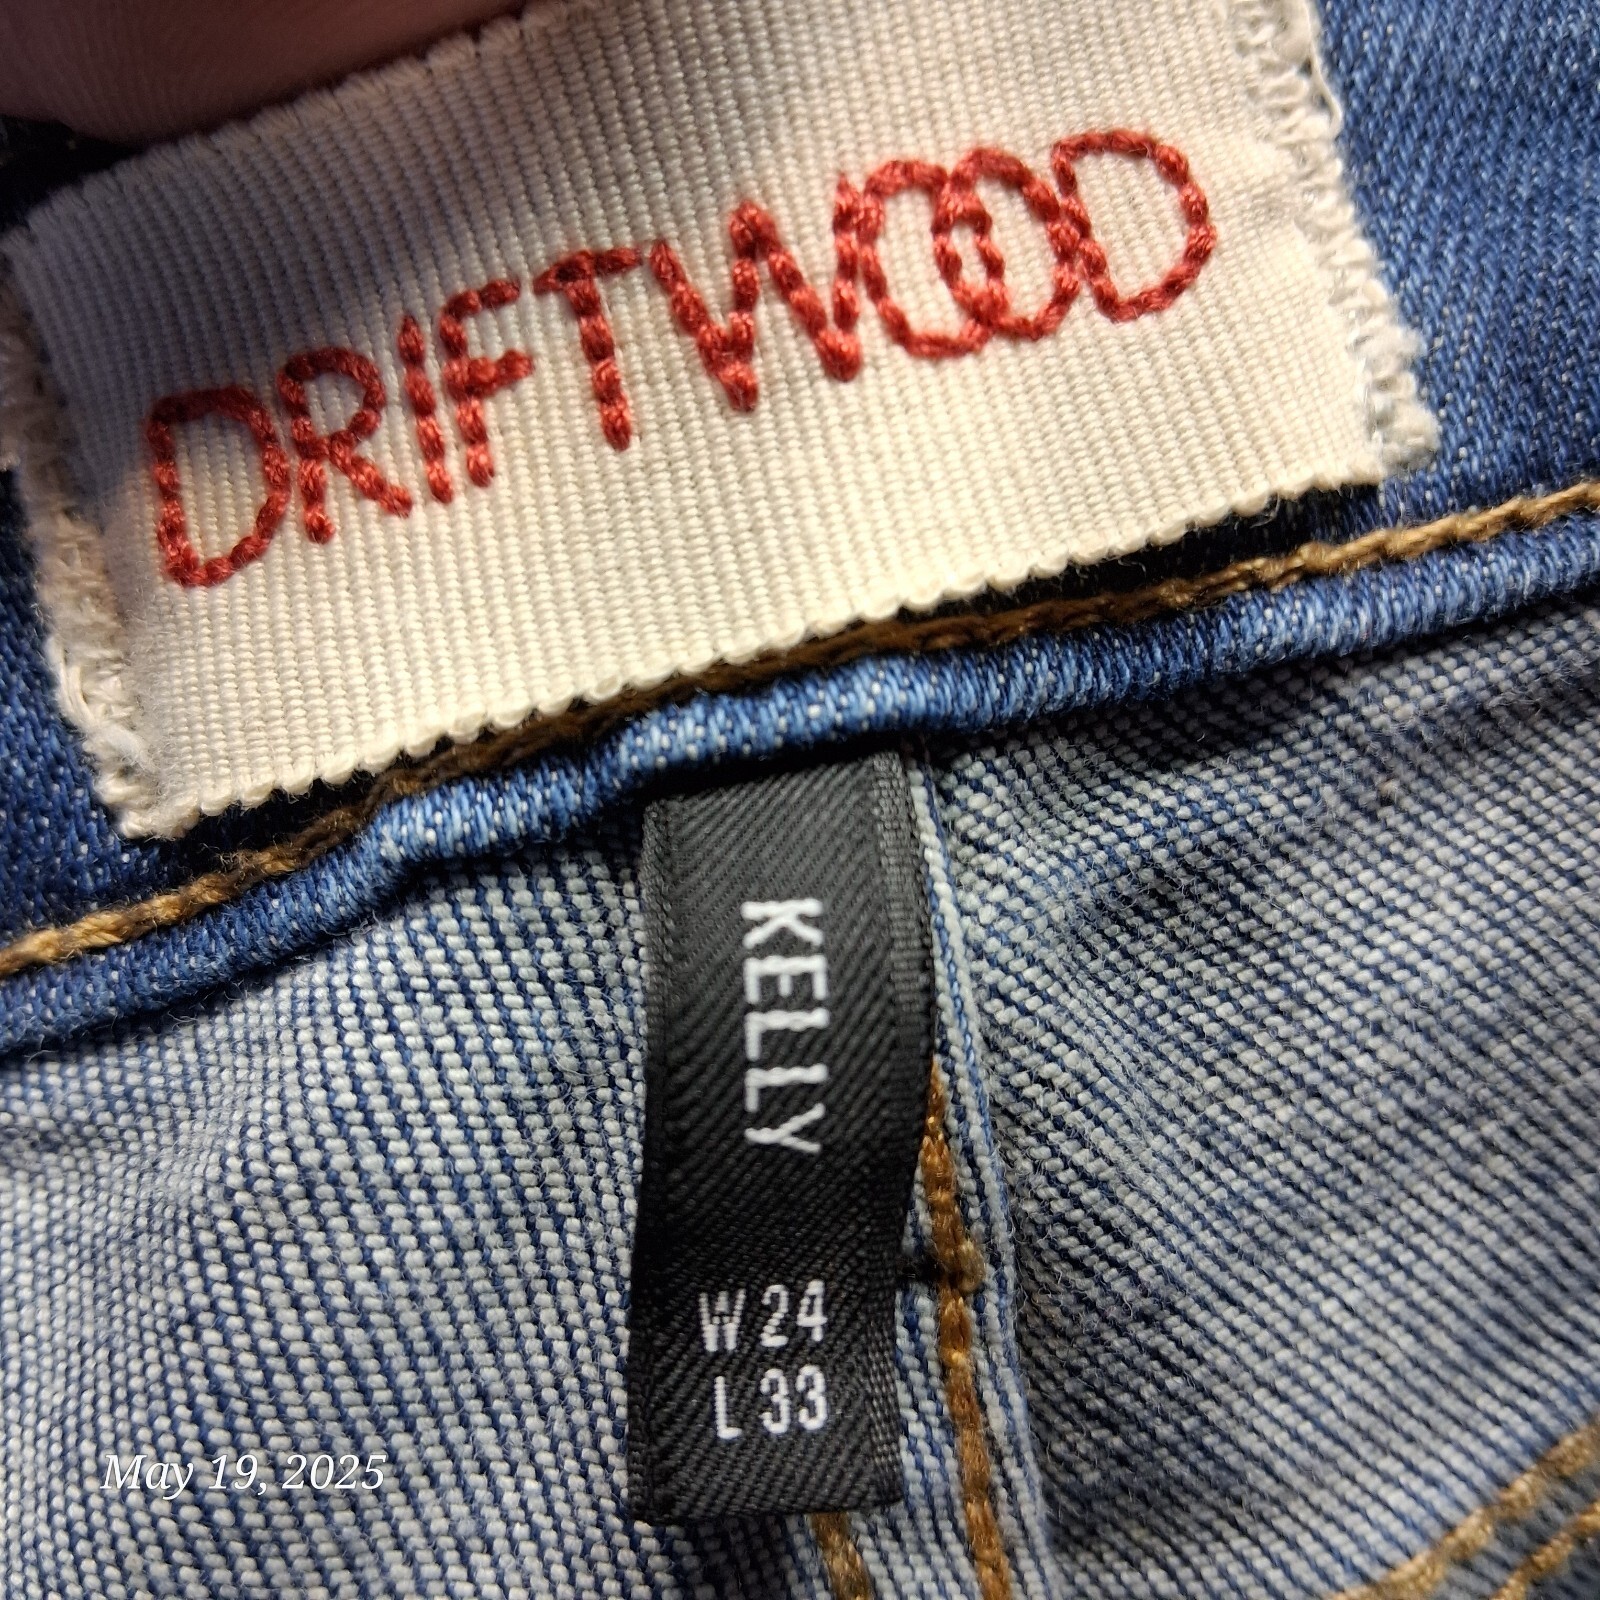 DRIFTWOOD
KELLY
W 24
L 33
May 19, 2025